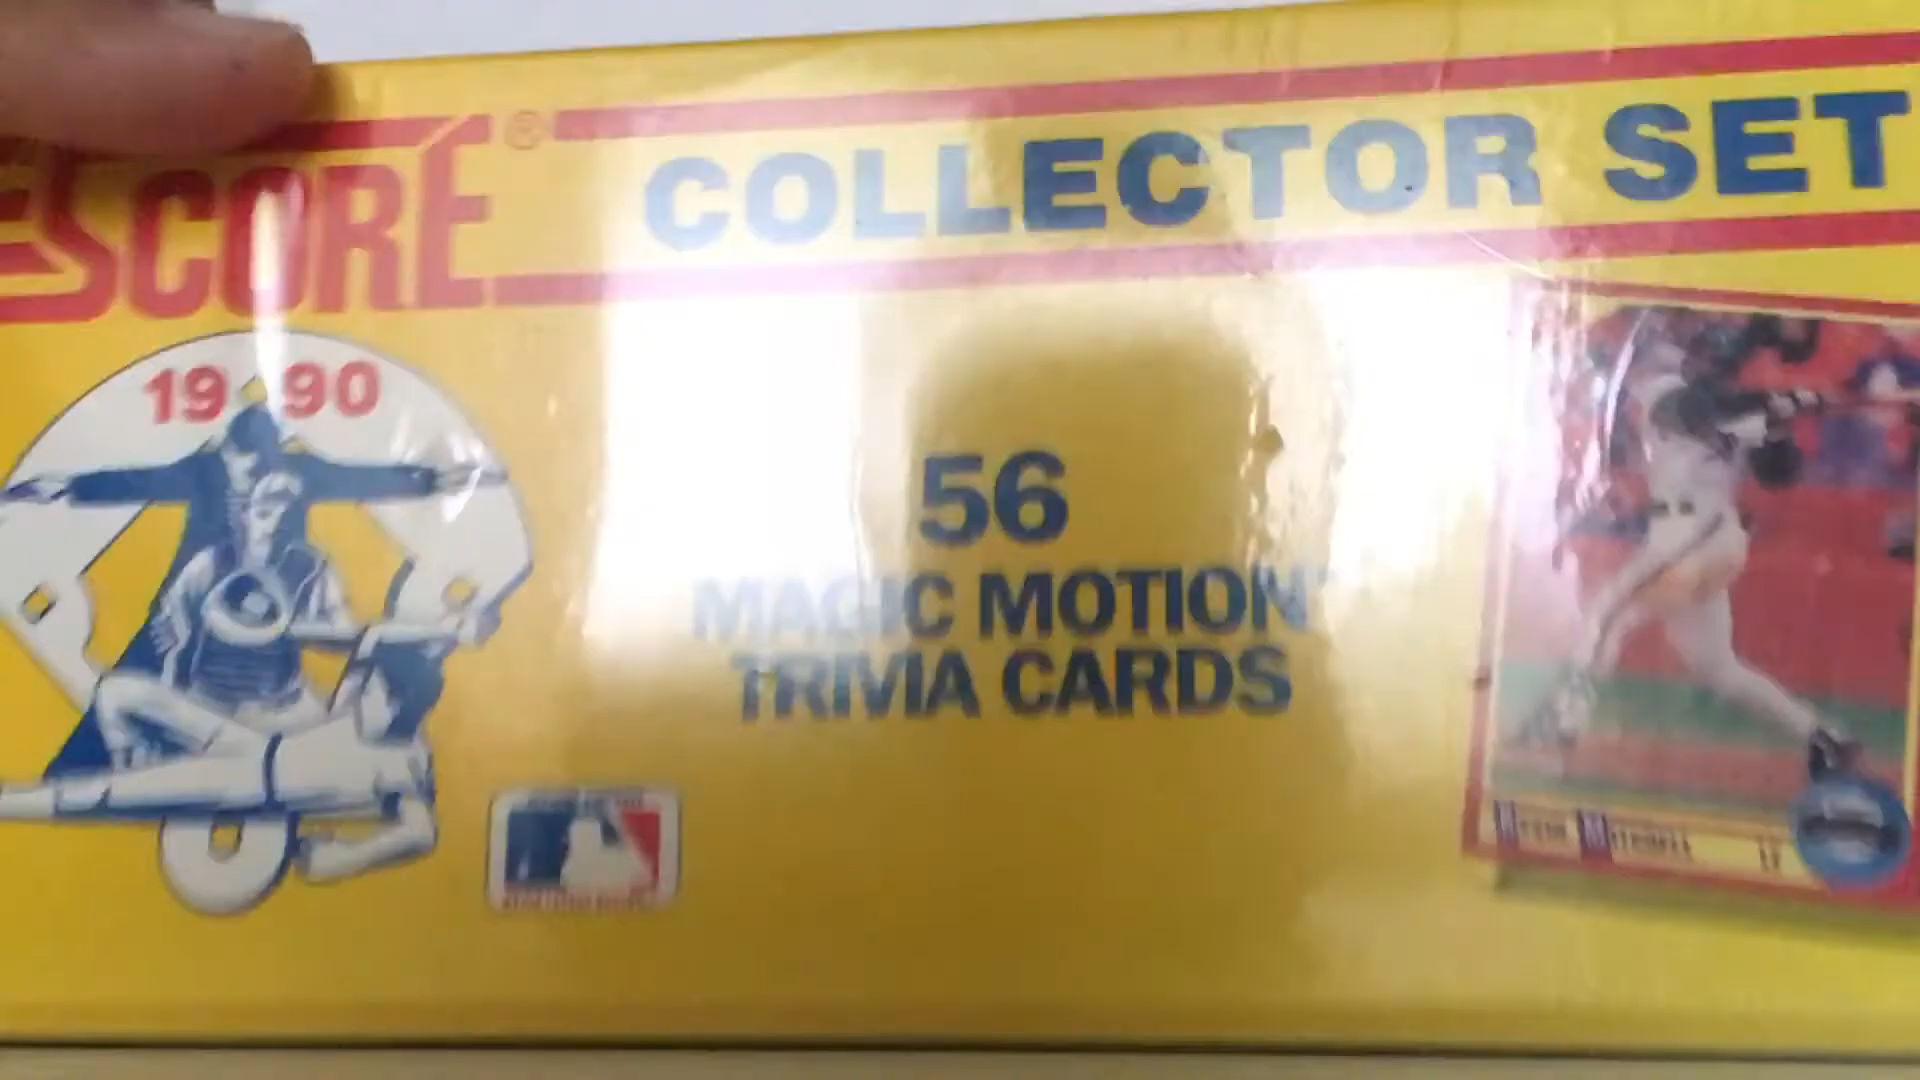 SCORE® COLLECTOR SET
1990
56
MAGIC MOTION
TRIVIA CARDS